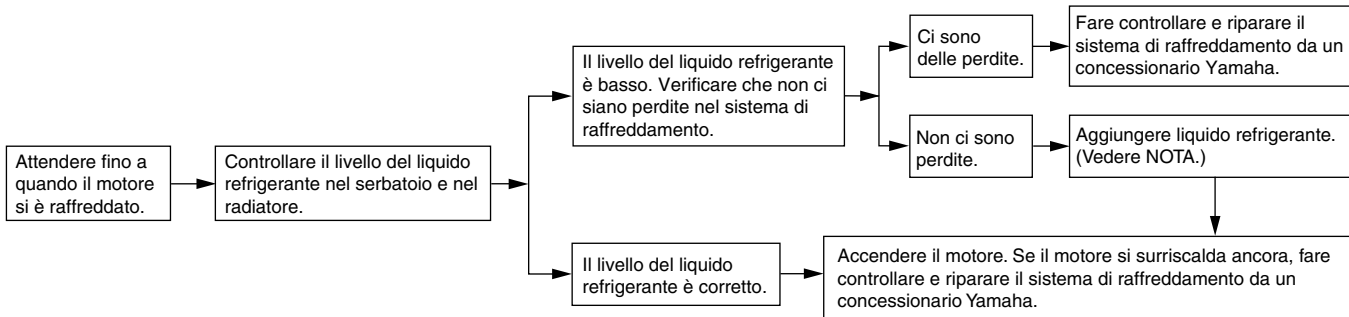 Attendere fino a
quando il motore
si è raffreddato.
Controllare il livello del liquido
refrigerante nel serbatoio e nel
radiatore.
Il livello del liquido refrigerante
è basso. Verificare che non ci
siano perdite nel sistema di
raffreddamento.
Ci sono
delle perdite.
Fare controllare e riparare il
sistema di raffreddamento da un
concessionario Yamaha.
Non ci sono
perdite.
Aggiungere liquido refrigerante.
(Vedere NOTA.)
Il livello del liquido
refrigerante è corretto.
Accendere il motore. Se il motore si surriscalda ancora, fare
controllare e riparare il sistema di raffreddamento da un
concessionario Yamaha.